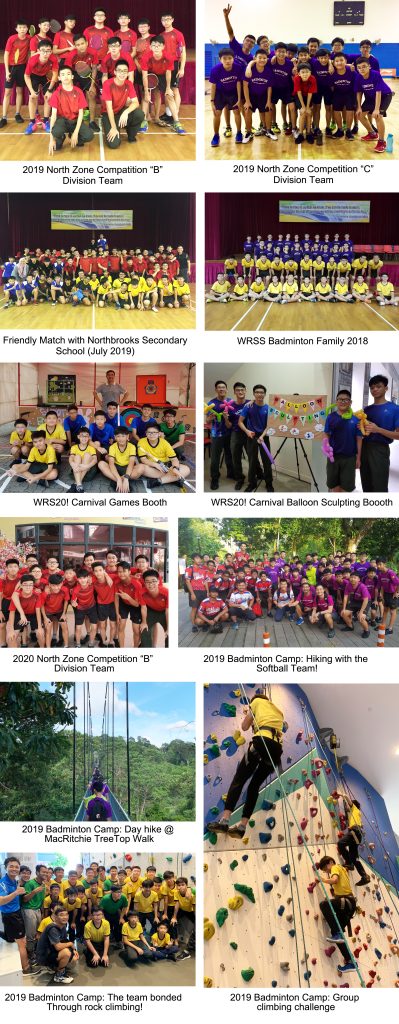 2019 North Zone Compatition “B”
Division Team
2019 North Zone Competition “C”
Division Team
Friendly Match with Northbrooks Secondary
School (July 2019)
WRSS Badminton Family 2018
WRS20! Carnival Games Booth
BALLOON
SCULPTING
WRS20! Carnival Balloon Sculpting Boooth
2020 North Zone Competition “B”
Division Team
2019 Badminton Camp: Hiking with the
Softball Team!
2019 Badminton Camp: Day hike @
MacRitchie TreeTop Walk
2019 Badminton Camp: The team bonded
Through rock climbing!
2019 Badminton Camp: Group
climbing challenge